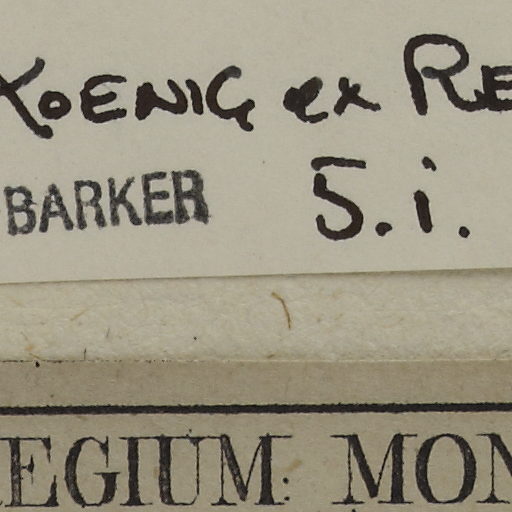 KOENIG ex RE
BARKER 5.i.
EGIUM: MON